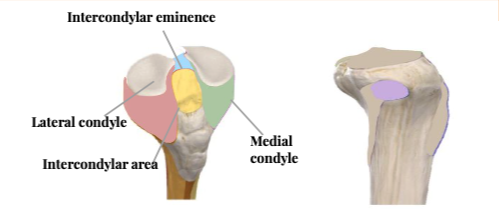 Intercondylar eminence
Lateral condyle
Intercondylar area
Medial
condyle